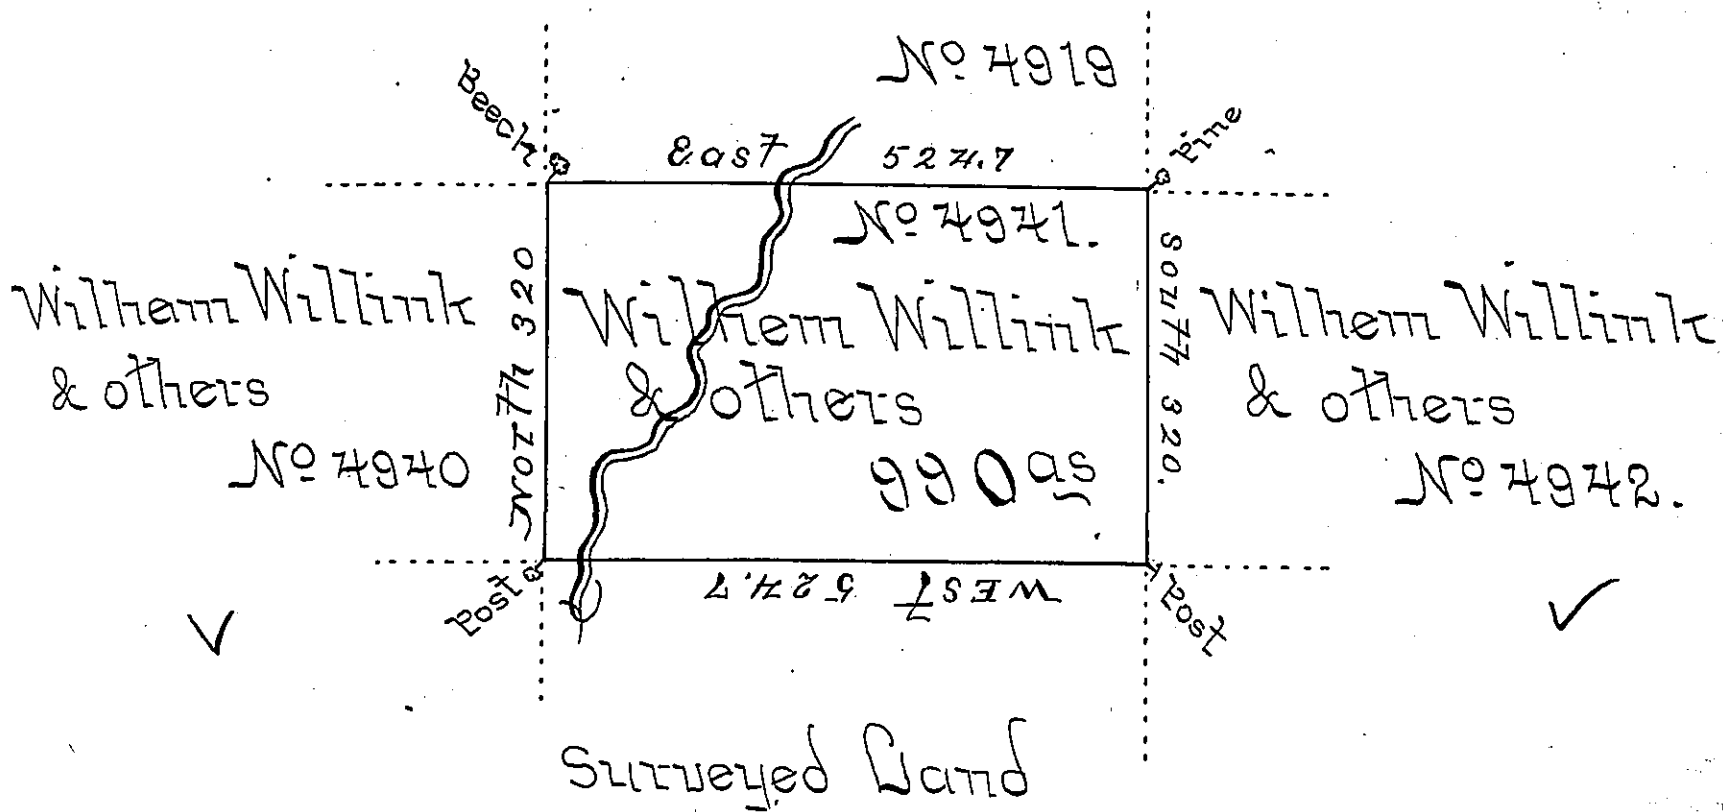 Nº 4919
Beech
East 524.7
Pine
Nº 4941.
Wilhem Willink
& others
Nº 4940
North 320
Wilhem Willink
& others
990 as
South 320.
Wilhem Willink
& others
Nº 4942.
Post
West 524.7
Post
Surveyed Land